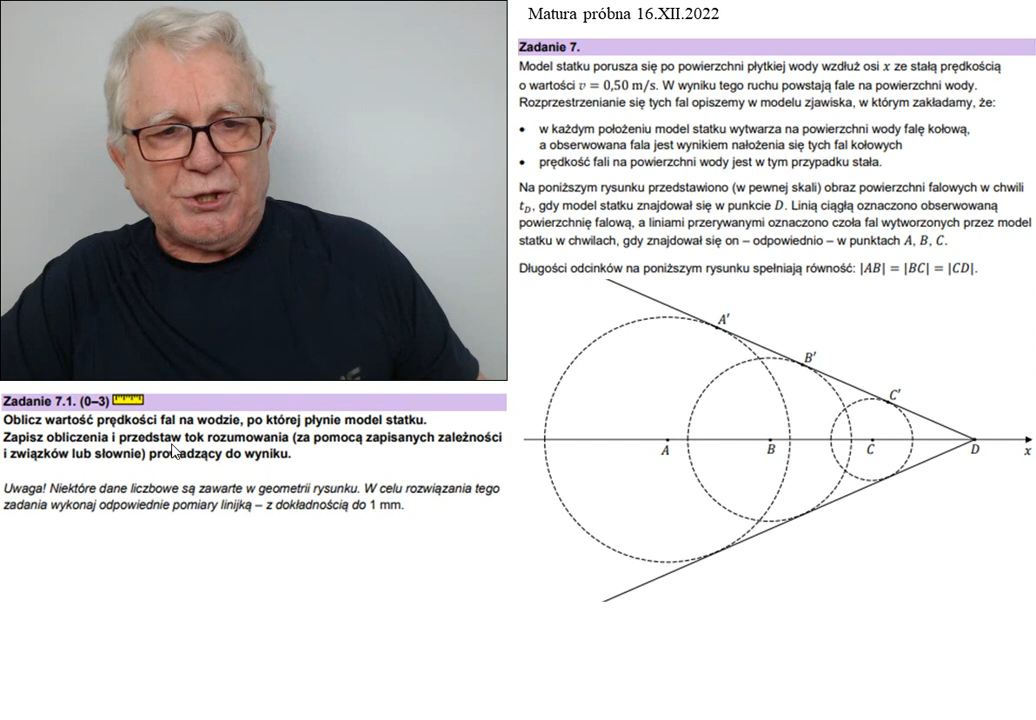 Matura próbna 16.XII.2022
Zadanie 7.
Model statku porusza się po powierzchni płytkiej wody wzdłuż osi x ze stałą prędkością
o wartości v = 0,50 m/s. W wyniku tego ruchu powstają fale na powierzchni wody.
Rozprzestrzenianie się tych fal opiszemy w modelu zjawiska, w którym zakładamy, że:
• w każdym położeniu model statku wytwarza na powierzchni wody falę kołową,
a obserwowana fala jest wynikiem nałożenia się tych fal kołowych
• prędkość fali na powierzchni wody jest w tym przypadku stała.
Na poniższym rysunku przedstawiono (w pewnej skali) obraz powierzchni falowych w chwili
t_D, gdy model statku znajdował się w punkcie D. Linią ciągłą oznaczono obserwowaną
powierzchnię falową, a liniami przerywanymi oznaczono czoła fal wytworzonych przez model
statku w chwilach, gdy znajdował się on – odpowiednio – w punktach A, B, C.
Długości odcinków na poniższym rysunku spełniają równość: |AB| = |BC| = |CD|.
A'
B'
C'
A B C D x
Zadanie 7.1. (0–3)
Oblicz wartość prędkości fal na wodzie, po której płynie model statku.
Zapisz obliczenia i przedstaw tok rozumowania (za pomocą zapisanych zależności
i związków lub słownie) prowadzący do wyniku.
Uwaga! Niektóre dane liczbowe są zawarte w geometrii rysunku. W celu rozwiązania tego
zadania wykonaj odpowiednie pomiary linijką – z dokładnością do 1 mm.